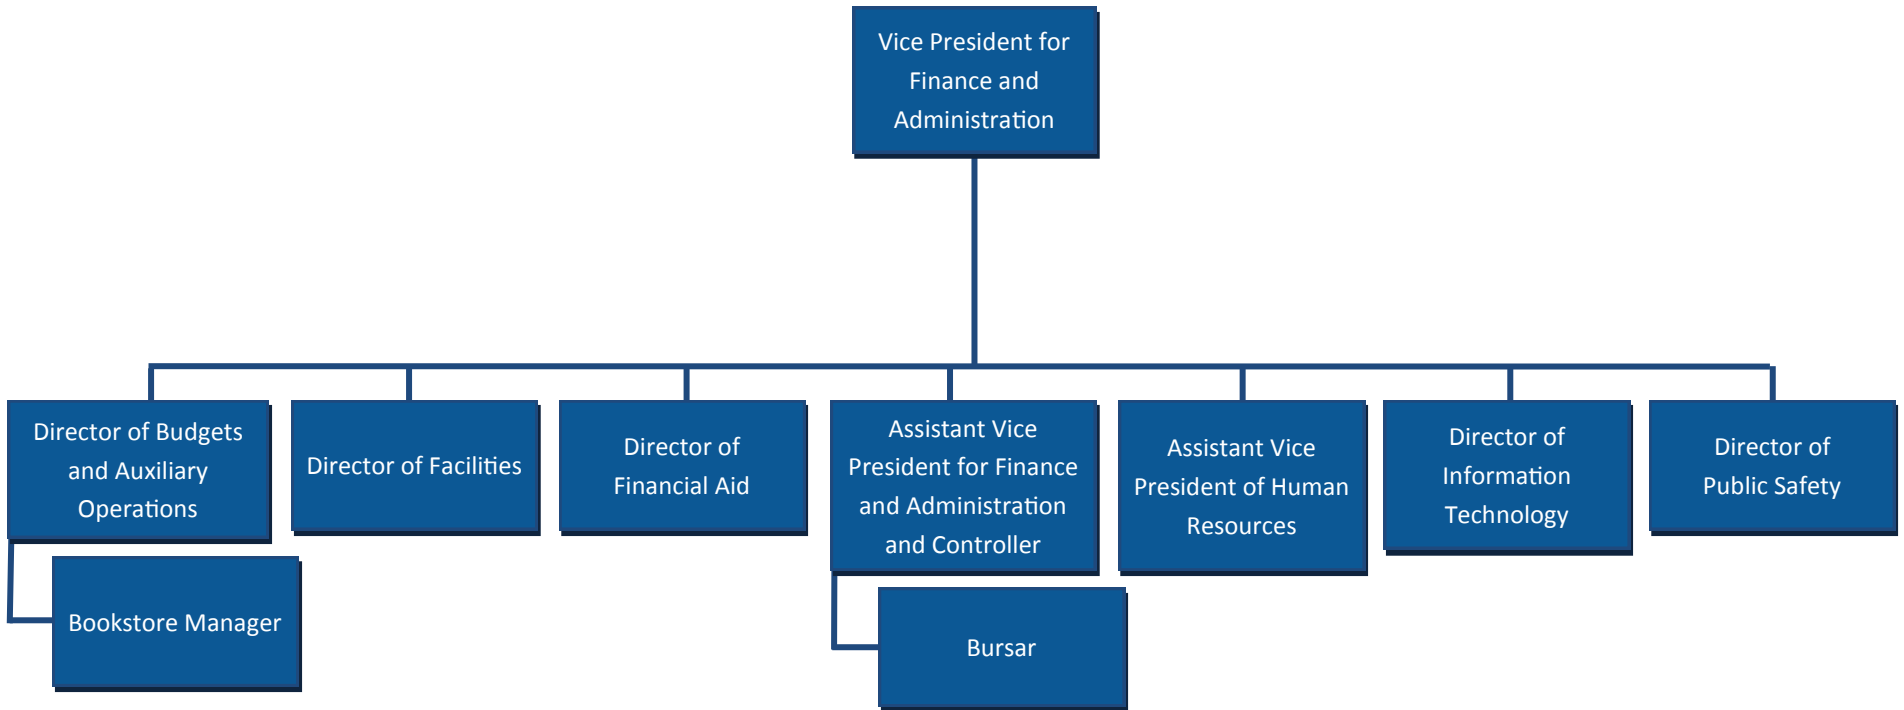 Vice President for
Finance and
Administration
Director of Budgets
and Auxiliary
Operations
Director of Facilities
Director of
Financial Aid
Assistant Vice
President for Finance
and Administration
and Controller
Assistant Vice
President of Human
Resources
Director of
Information
Technology
Director of
Public Safety
Bookstore Manager
Bursar